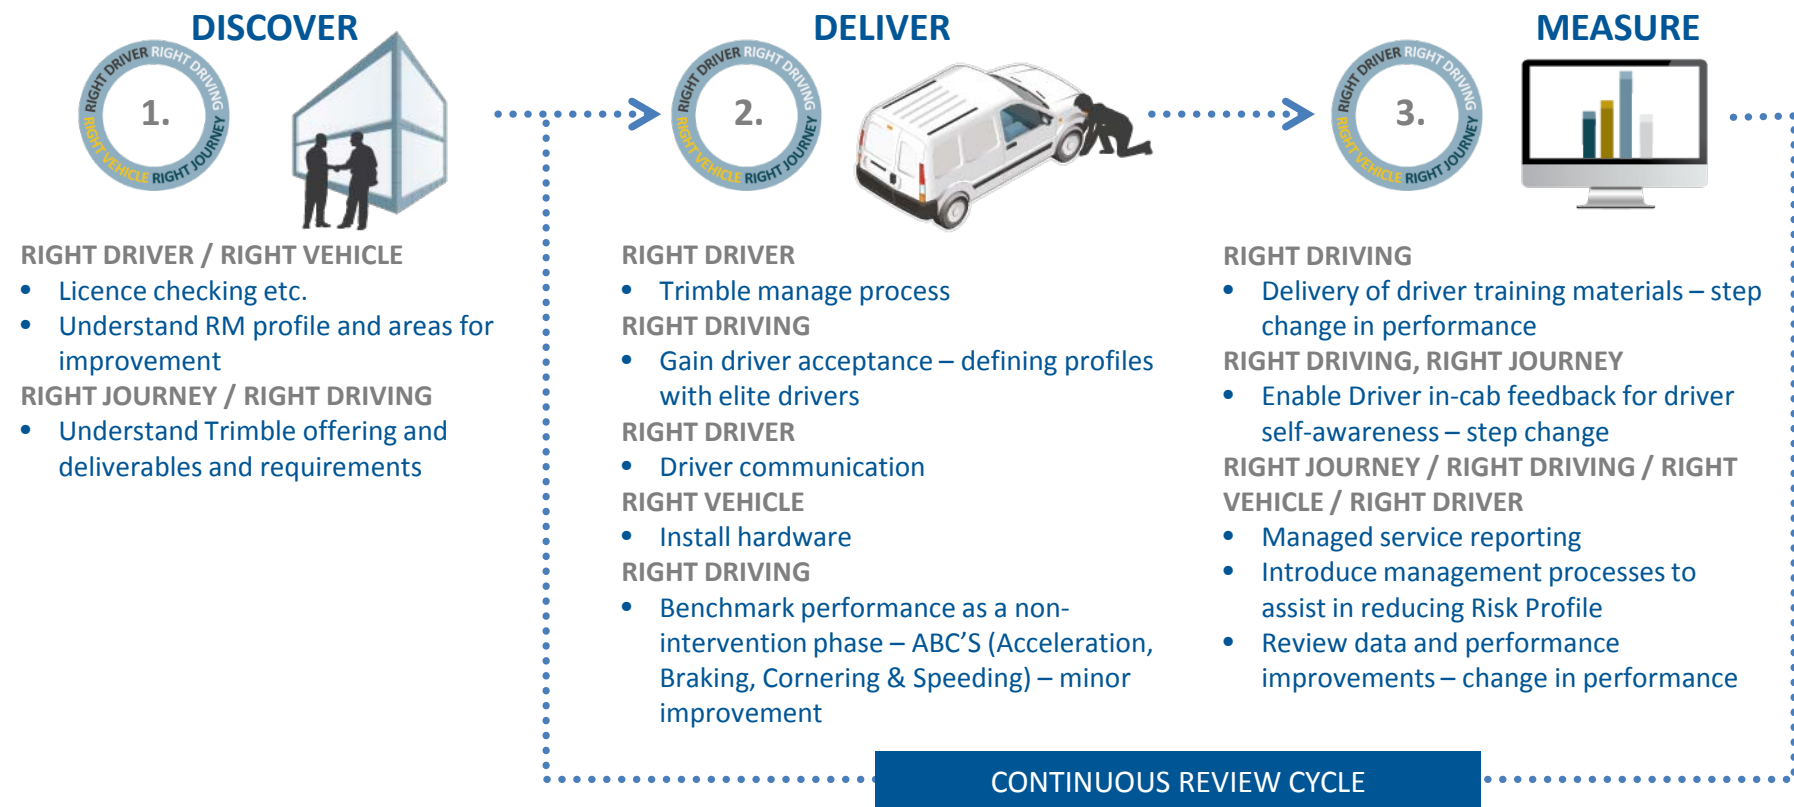 DISCOVER
RIGHT DRIVER RIGHT DRIVING RIGHT JOURNEY RIGHT VEHICLE
1.
RIGHT DRIVER / RIGHT VEHICLE
• Licence checking etc.
• Understand RM profile and areas for
improvement
RIGHT JOURNEY / RIGHT DRIVING
• Understand Trimble offering and
deliverables and requirements
DELIVER
RIGHT DRIVER RIGHT DRIVING RIGHT JOURNEY RIGHT VEHICLE
2.
RIGHT DRIVER
• Trimble manage process
RIGHT DRIVING
• Gain driver acceptance – defining profiles
with elite drivers
RIGHT DRIVER
• Driver communication
RIGHT VEHICLE
• Install hardware
RIGHT DRIVING
• Benchmark performance as a non-
intervention phase – ABC’S (Acceleration,
Braking, Cornering & Speeding) – minor
improvement
MEASURE
RIGHT DRIVER RIGHT DRIVING RIGHT JOURNEY RIGHT VEHICLE
3.
RIGHT DRIVING
• Delivery of driver training materials – step
change in performance
RIGHT DRIVING, RIGHT JOURNEY
• Enable Driver in-cab feedback for driver
self-awareness – step change
RIGHT JOURNEY / RIGHT DRIVING / RIGHT
VEHICLE / RIGHT DRIVER
• Managed service reporting
• Introduce management processes to
assist in reducing Risk Profile
• Review data and performance
improvements – change in performance
CONTINUOUS REVIEW CYCLE